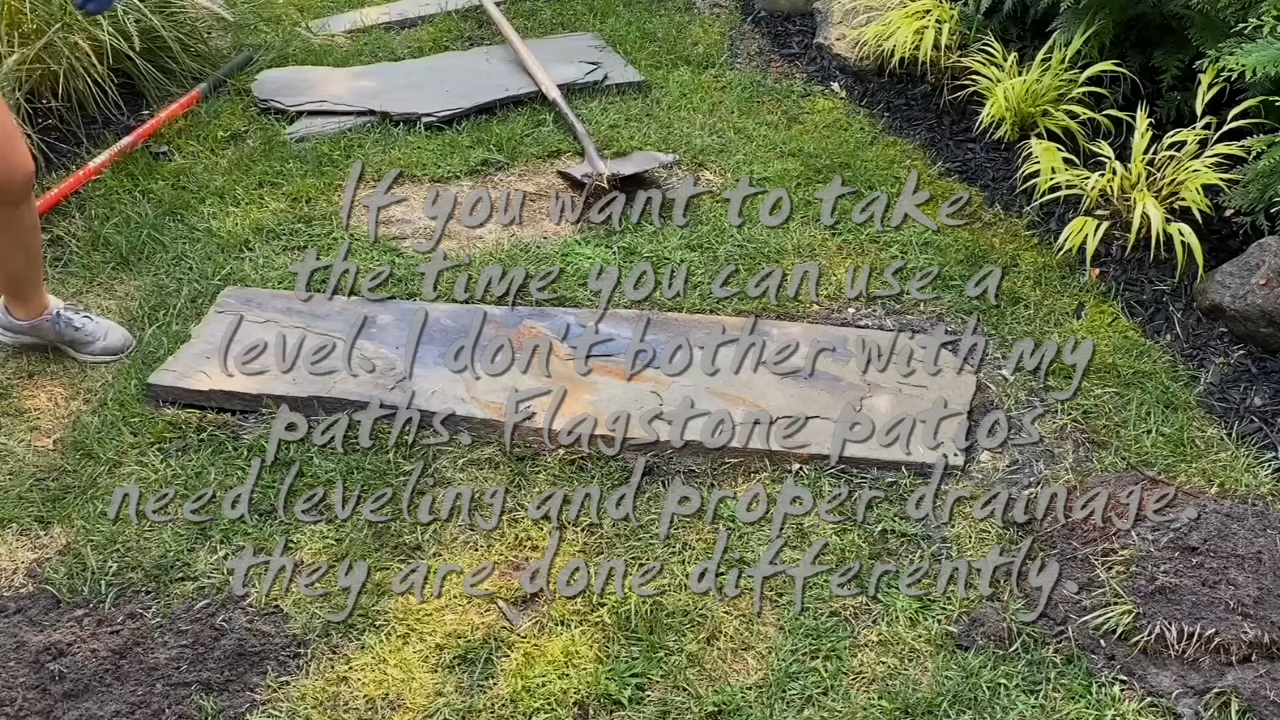 If you want to take
the time you can use a
level. I don't bother with my
paths. Flagstone patios
need leveling and proper drainage.
they are done differently.